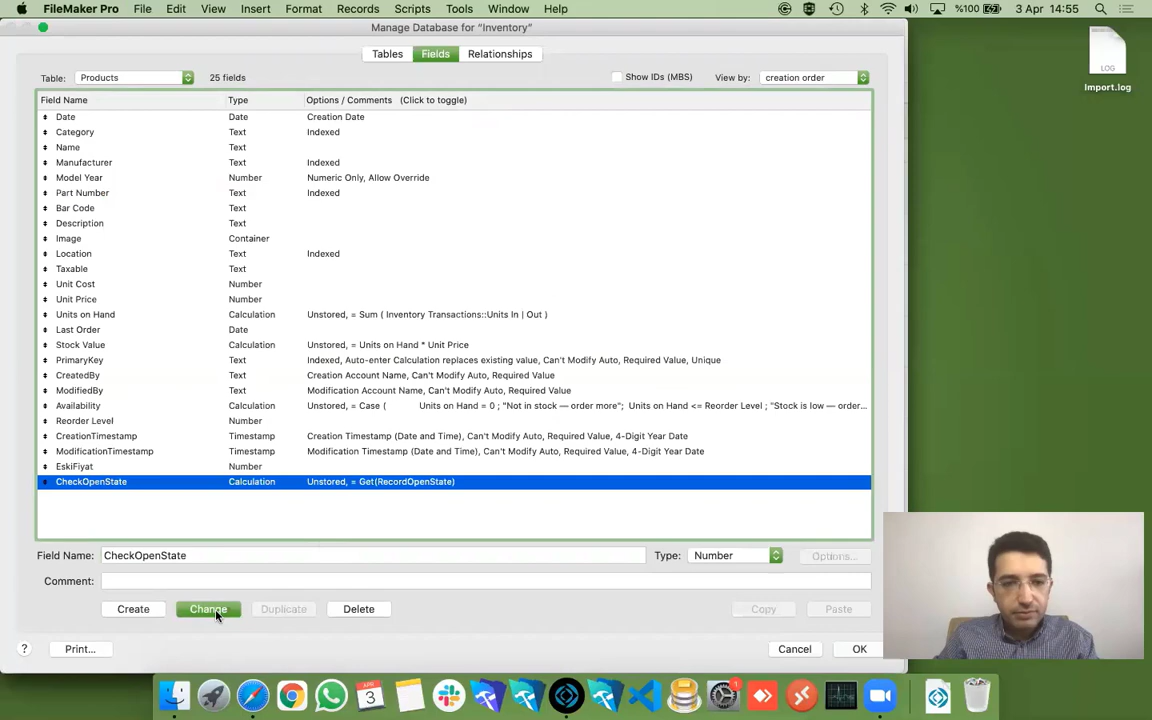 FileMaker Pro File Edit View Insert Format Records Scripts Tools Window Help %100 3 Apr 14:55
Manage Database for "Inventory"
Tables Fields Relationships
Table: Products 25 fields Show IDs (MBS) View by: creation order
Field Name Type Options / Comments (Click to toggle)
Date Date Creation Date
Category Text Indexed
Name Text
Manufacturer Text Indexed
Model Year Number Numeric Only, Allow Override
Part Number Text Indexed
Bar Code Text
Description Text
Image Container
Location Text Indexed
Taxable Text
Unit Cost Number
Unit Price Number
Units on Hand Calculation Unstored, = Sum ( Inventory Transactions::Units In | Out )
Last Order Date
Stock Value Calculation Unstored, = Units on Hand * Unit Price
PrimaryKey Text Indexed, Auto-enter Calculation replaces existing value, Can't Modify Auto, Required Value, Unique
CreatedBy Text Creation Account Name, Can't Modify Auto, Required Value
ModifiedBy Text Modification Account Name, Can't Modify Auto, Required Value
Availability Calculation Unstored, = Case ( Units on Hand = 0 ; "Not in stock — order more"; Units on Hand <= Reorder Level ; "Stock is low — order...
Reorder Level Number
CreationTimestamp Timestamp Creation Timestamp (Date and Time), Can't Modify Auto, Required Value, 4-Digit Year Date
ModificationTimestamp Timestamp Modification Timestamp (Date and Time), Can't Modify Auto, Required Value, 4-Digit Year Date
EskiFiyat Number
CheckOpenState Calculation Unstored, = Get(RecordOpenState)
Field Name: CheckOpenState Type: Number Options...
Comment:
Create Change Duplicate Delete Copy Paste
? Print... Cancel OK
LOG
Import.log
APR
3
1